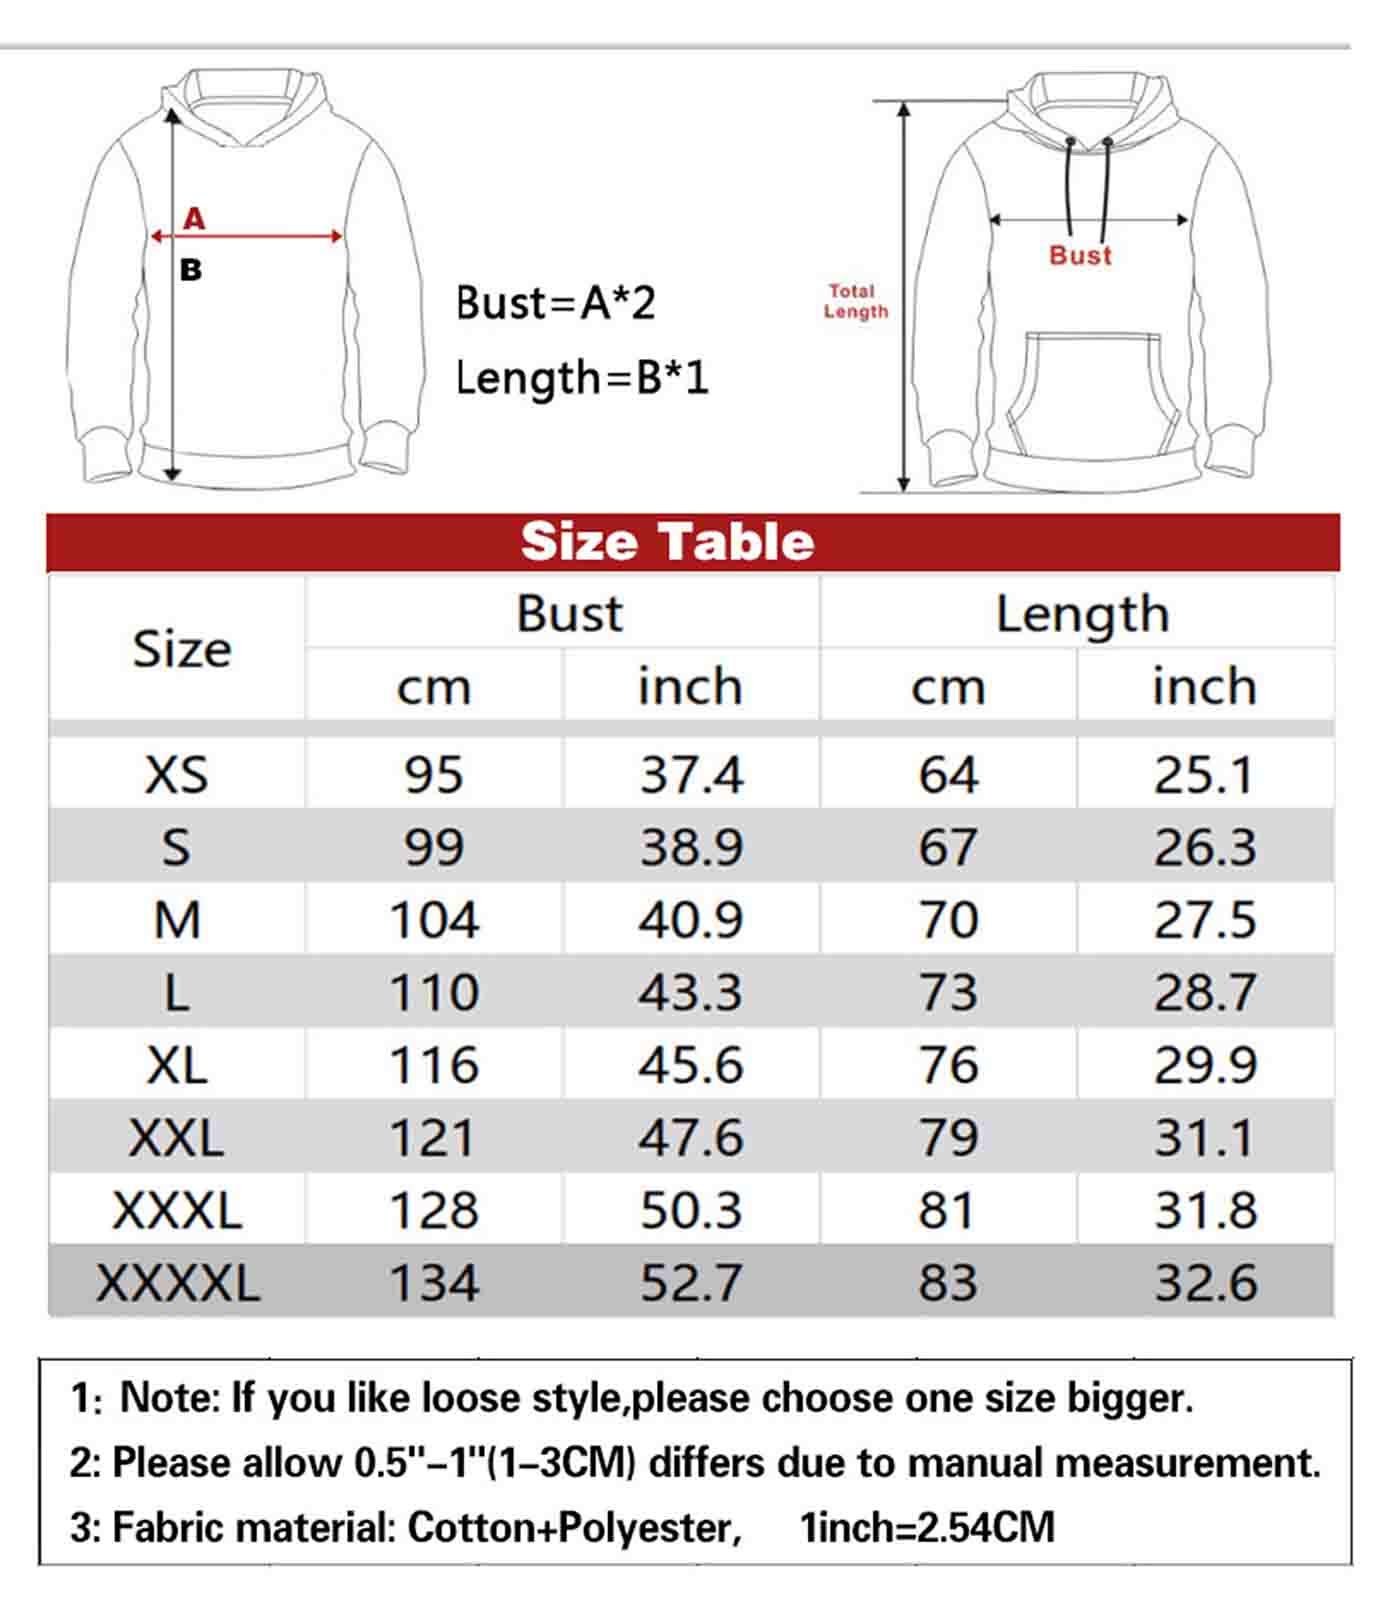 A
B
Bust=A*2
Length=B*1
Bust
Total
Length
Size Table
Size Bust Length
cm inch cm inch
XS 95 37.4 64 25.1
S 99 38.9 67 26.3
M 104 40.9 70 27.5
L 110 43.3 73 28.7
XL 116 45.6 76 29.9
XXL 121 47.6 79 31.1
XXXL 128 50.3 81 31.8
XXXXL 134 52.7 83 32.6
1: Note: If you like loose style,please choose one size bigger.
2: Please allow 0.5"–1"(1–3CM) differs due to manual measurement.
3: Fabric material: Cotton+Polyester, 1inch=2.54CM